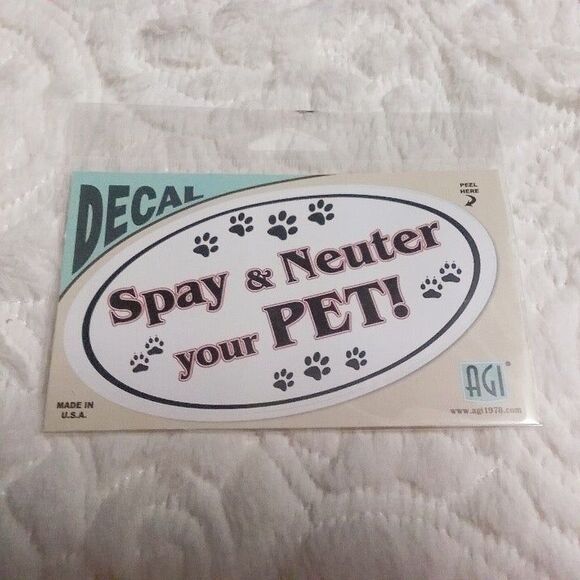 DECAL
PEEL
HERE
Spay & Neuter
your PET!
MADE IN
U.S.A.
AGI
www.agi1978.com